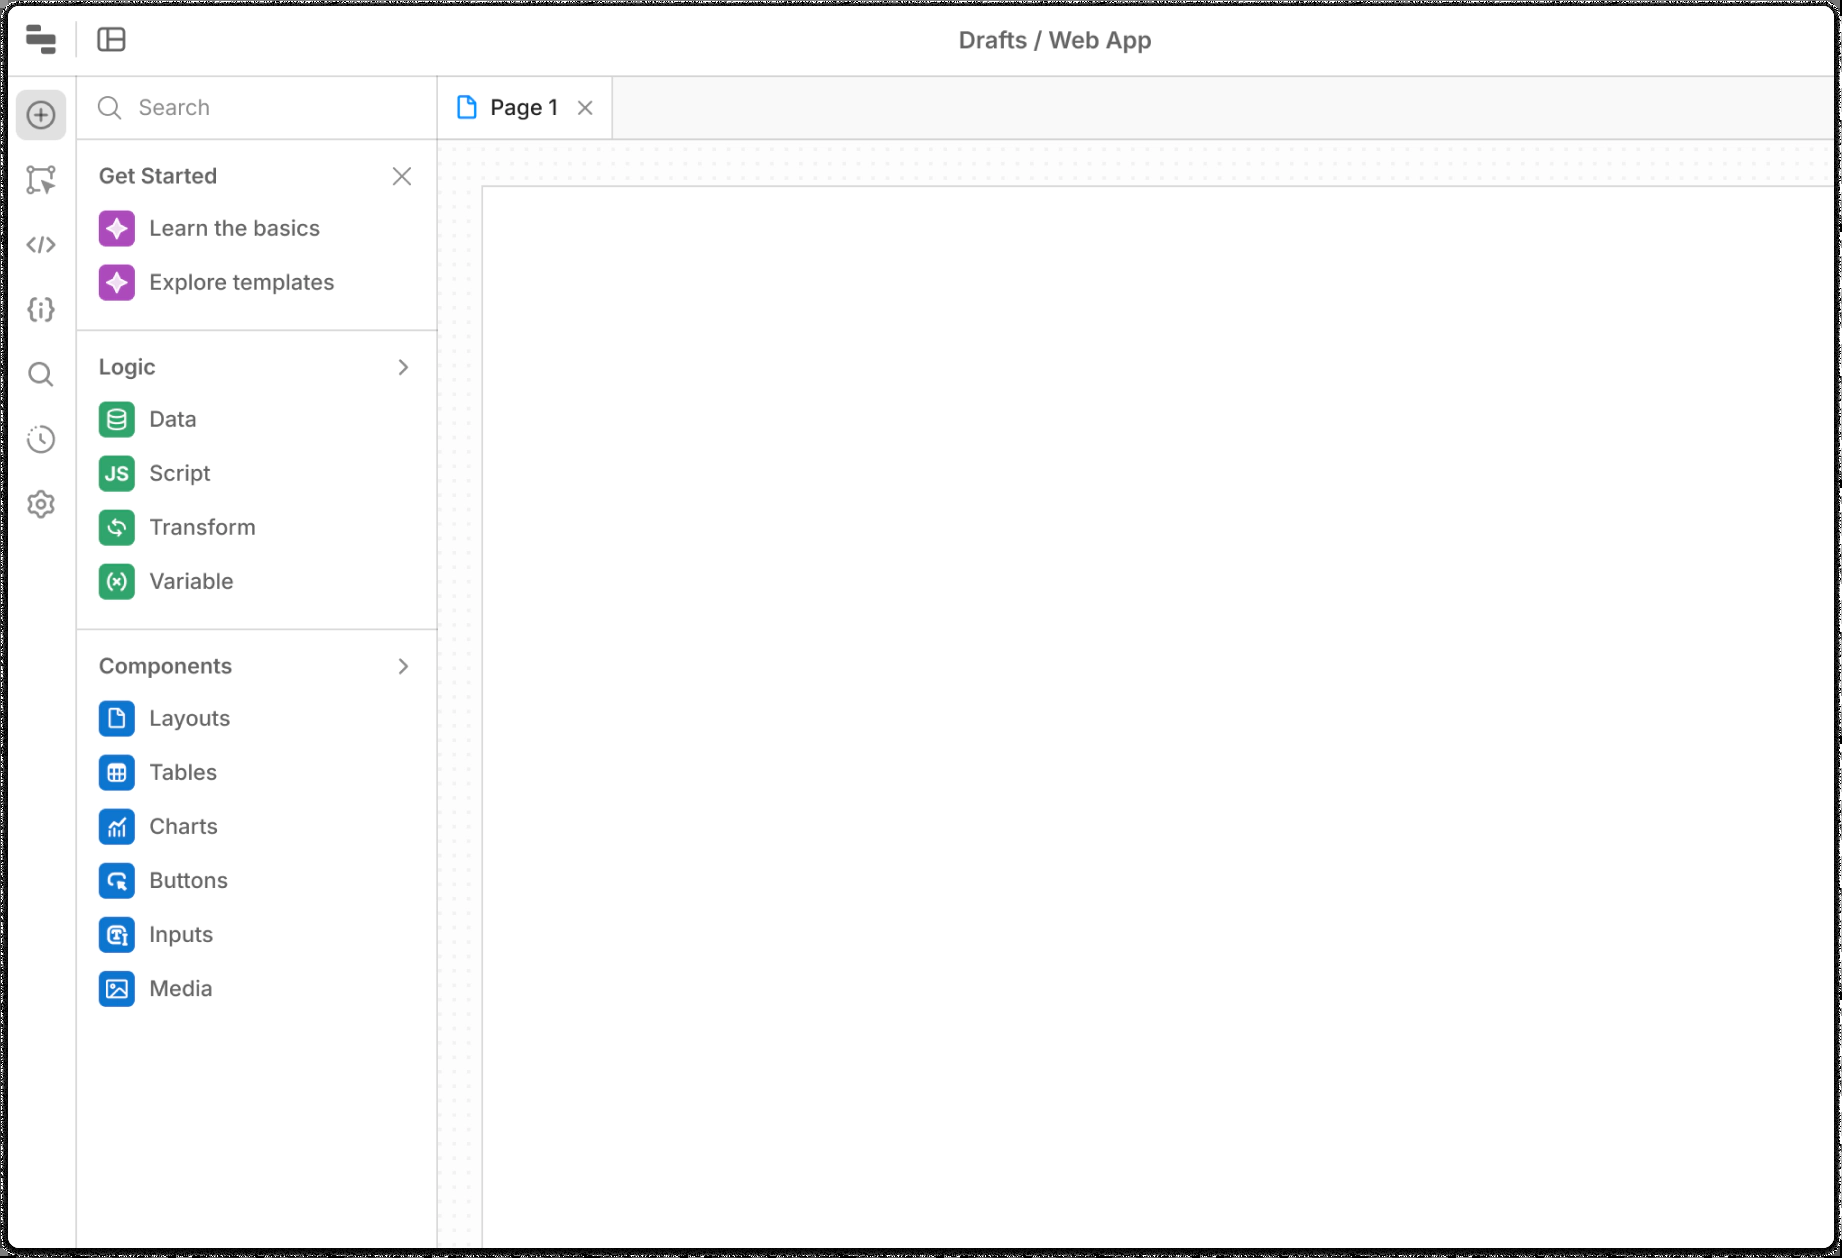 Drafts / Web App
Search
Page 1
Get Started
Learn the basics
Explore templates
Logic
Data
JS Script
Transform
Variable
Components
Layouts
Tables
Charts
Buttons
Inputs
Media